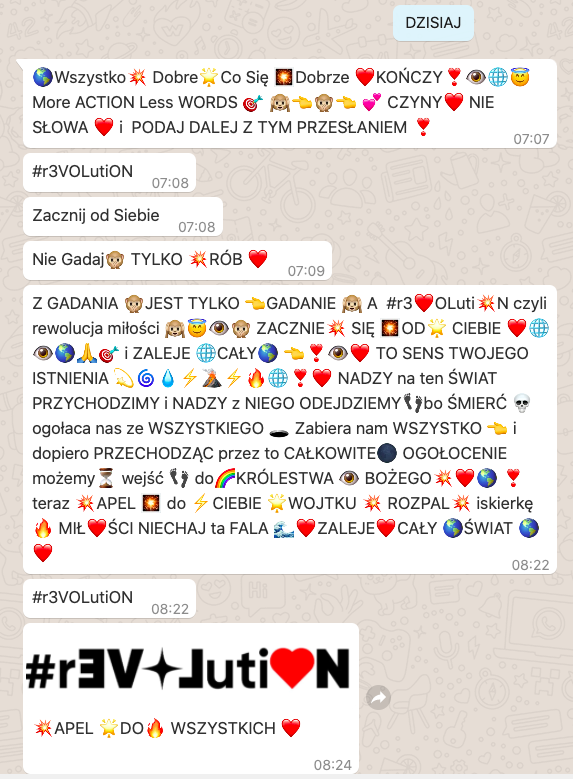 DZISIAJ
🌎Wszystko💥 Dobre🌟Co Się 🎇Dobrze ❤️KOŃCZY❣️👁🌐😇
More ACTION Less WORDS 🎯 🙉👈🙊👈 💕 CZYNY❤️ NIE
SŁOWA ❤️ i  PODAJ DALEJ Z TYM PRZESŁANIEM ❣️
07:07
#r3VOLutiON
07:08
Zacznij od Siebie
07:08
Nie Gadaj🙊 TYLKO 💥RÓB ❤️
07:09
Z GADANIA 🙊JEST TYLKO 👈GADANIE 🙉 A  #r3❤️OLuti💥N czyli
rewolucja miłości 🙉😇👁🙊 ZACZNIE💥 SIĘ 🎇OD🌟 CIEBIE ❤️🌐
👁🌎🙏🎯 i ZALEJE 🌐CAŁY🌎 👈❣️👁❤️ TO SENS TWOJEGO
ISTNIENIA 💫🌀💧⚡🌋⚡🔥🌐❣️❤️ NADZY na ten ŚWIAT
PRZYCHODZIMY i NADZY z NIEGO ODEJDZIEMY👣bo ŚMIERĆ 💀
ogołaca nas ze WSZYSTKIEGO 🕳 Zabiera nam WSZYSTKO 👈 i
dopiero PRZECHODZĄC przez to CAŁKOWITE🌑 OGOŁOCENIE
możemy⏳ wejść 👣 do🌈KRÓLESTWA 👁 BOŻEGO💥❤️🌎 ❣️
teraz 💥APEL 🎇 do ⚡CIEBIE 🌟WOJTKU 💥 ROZPAL💥 iskierkę
🔥 MIŁ❤️ŚCI NIECHAJ ta FALA 🌊❤️ZALEJE❤️CAŁY 🌎ŚWIAT 🌎
❤️
08:22
#r3VOLutiON
08:22
#rƎV✦Juti❤️N
💥APEL 🌟DO🔥 WSZYSTKICH ❤️
08:24